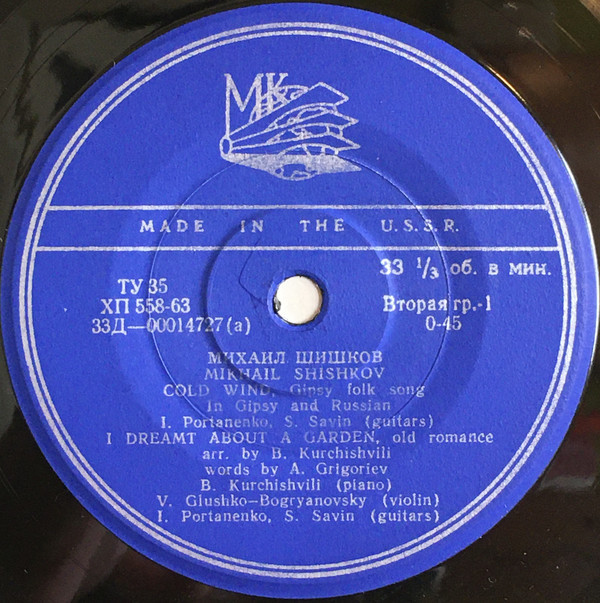 МК
MADE IN THE U.S.S.R.
33 1/3 об. в мин.
ТУ 35
ХП 558-63
33Д—00014727(а)
Вторая гр.-1
0-45
МИХАИЛ ШИШКОВ
MIKHAIL SHISHKOV
COLD WIND, Gipsy folk song
In Gipsy and Russian
I. Portanenko, S. Savin (guitars)
I DREAMT ABOUT A GARDEN, old romance
arr. by B. Kurchishvili
words by A. Grigoriev
B. Kurchishvili (piano)
V. Glushko-Bogryanovsky (violin)
I. Portanenko, S. Savin (guitars)